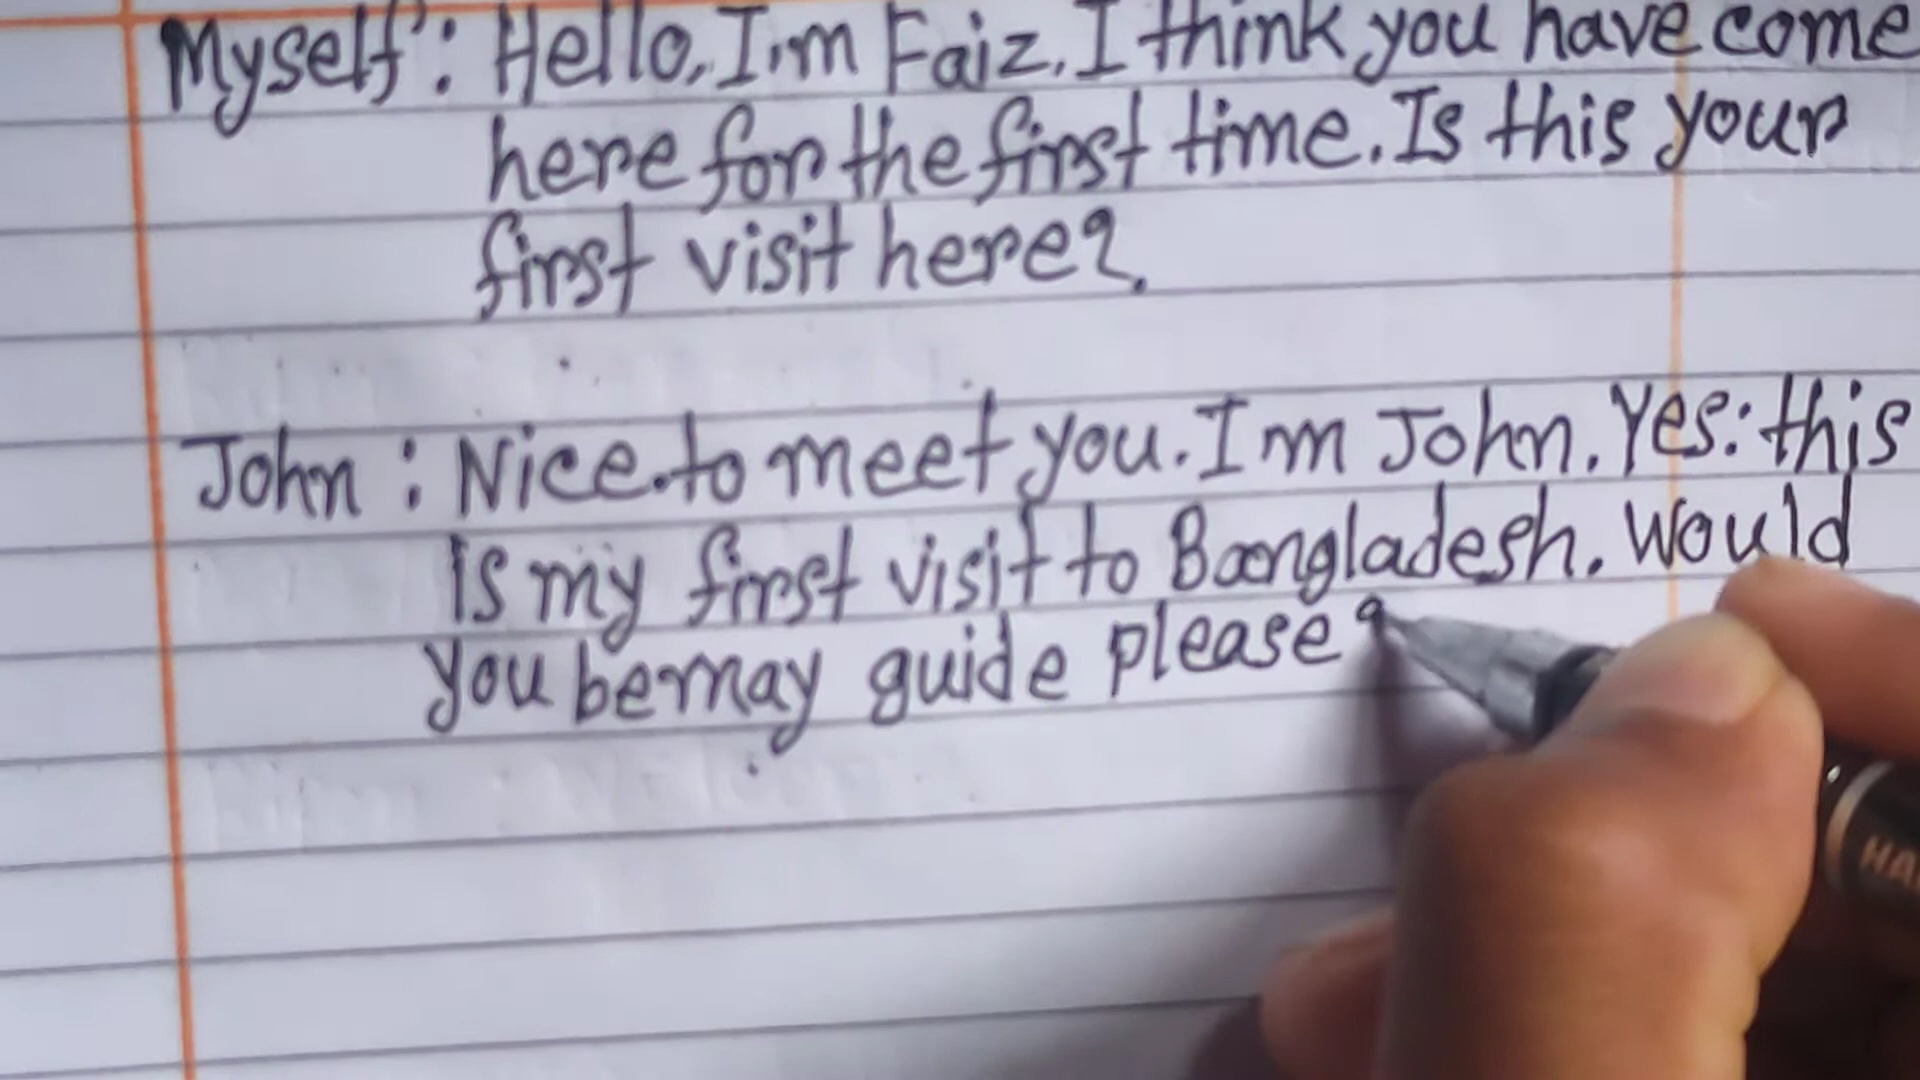 Myself: Hello, I'm Faiz. I think you have come
here for the first time. Is this your
first visit here?
John : Nice to meet you. I m John. Yes: this
is my first visit to Bangladesh. Would
you be may guide please?
HA